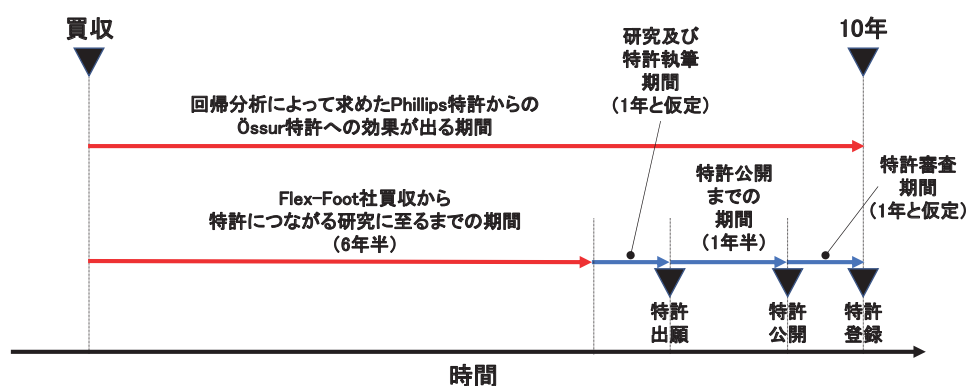 買収
10年
研究及び
特許執筆
期間
（1年と仮定）
回帰分析によって求めたPhillips特許からの
Össur特許への効果が出る期間
特許審査
期間
（1年と仮定）
特許公開
までの
期間
（1年半）
Flex-Foot社買収から
特許につながる研究に至るまでの期間
（6年半）
特許
出願
特許
公開
特許
登録
時間